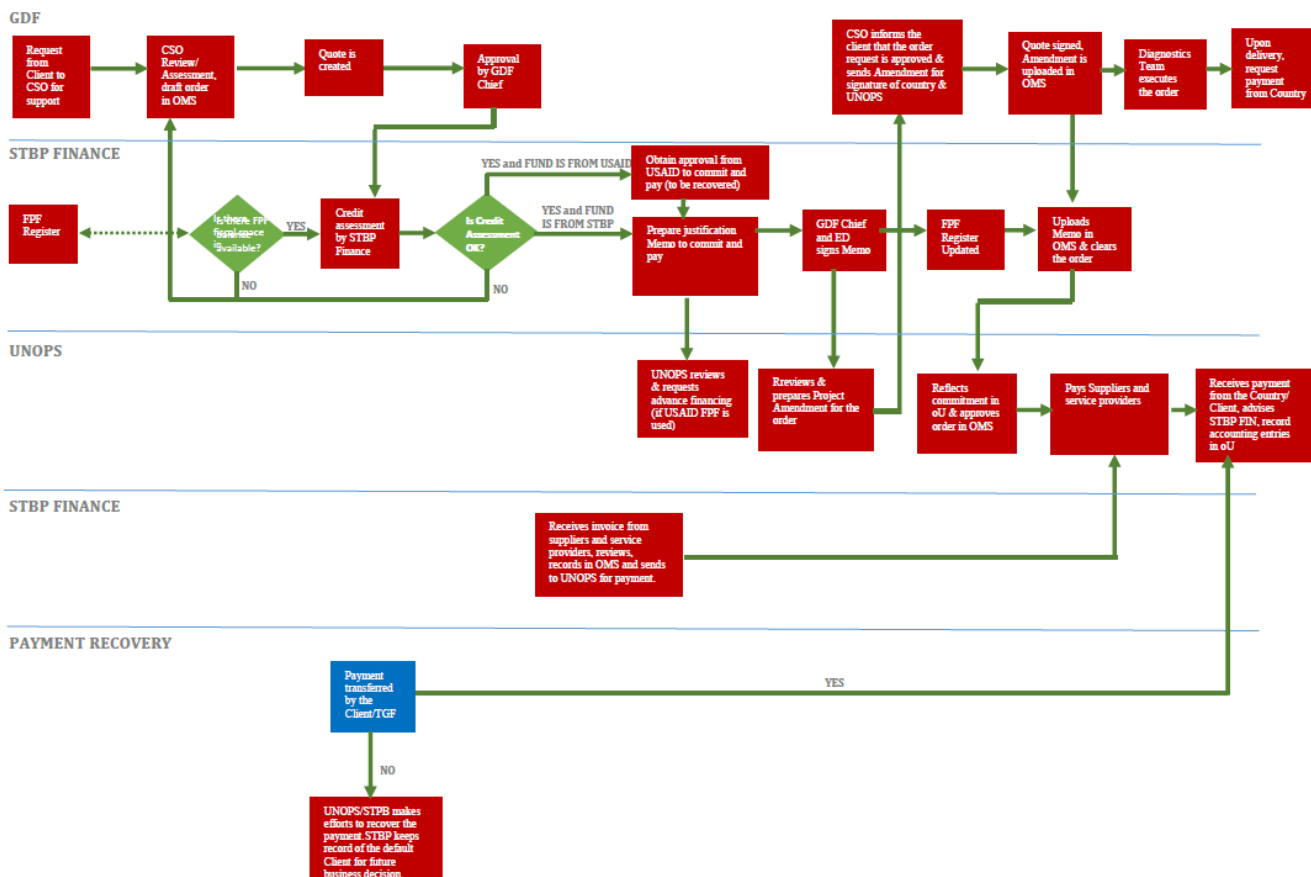 GDF
Request
from
Client to
CSO for
support
CSO
Review/
Assessment,
draft order
in OMS
Quote is
created
Approval
by GDF
Chief
CSO informs the
client that the order
request is approved &
sends Amendment for
signature of country &
UNOPS
Quote signed,
Amendment is
uploaded in
OMS
Diagnostics
Team
executes
the order
Upon
delivery,
request
payment
from Country
STBP FINANCE
FPF
Register
Is there FPF
available?
YES
NO
Credit
assessment
by STBP
Finance
Is Credit
Assessment
OK?
NO
YES and FUND IS FROM USAID
YES and FUND
IS FROM STBP
Obtain approval from
USAID to commit and
pay (to be recovered)
Prepare justification
Memo to commit and
pay
GDF Chief
and ED
signs Memo
FPF
Register
Updated
Uploads
Memo in
OMS & clears
the order
UNOPS
UNOPS reviews
& requests
advance financing
(if USAID FPF is
used)
Rreviews &
prepares Project
Amendment for the
order
Reflects
commitment in
oU & approves
order in OMS
Pays Suppliers and
service providers
Receives payment
from the Country/
Client, advises
STBP FIN, record
accounting entries
in oU
STBP FINANCE
Receives invoice from
suppliers and service
providers, reviews,
records in OMS and sends
to UNOPS for payment.
PAYMENT RECOVERY
Payment
transferred
by the
Client/TGF
YES
NO
UNOPS/STPB makes
efforts to recover the
payment.STBP keeps
record of the default
Client for future
business decision